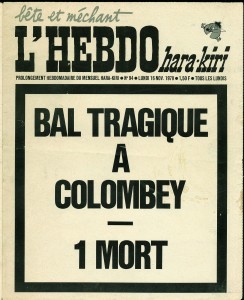 bête et méchant
L'HEBDO hara-kiri
PROLONGEMENT HEBDOMADAIRE DU MENSUEL HARA-KIRI • N° 94 • LUNDI 16 NOV. 1970 • 1,50 F • TOUS LES LUNDIS
BAL TRAGIQUE
À
COLOMBEY
—
1 MORT